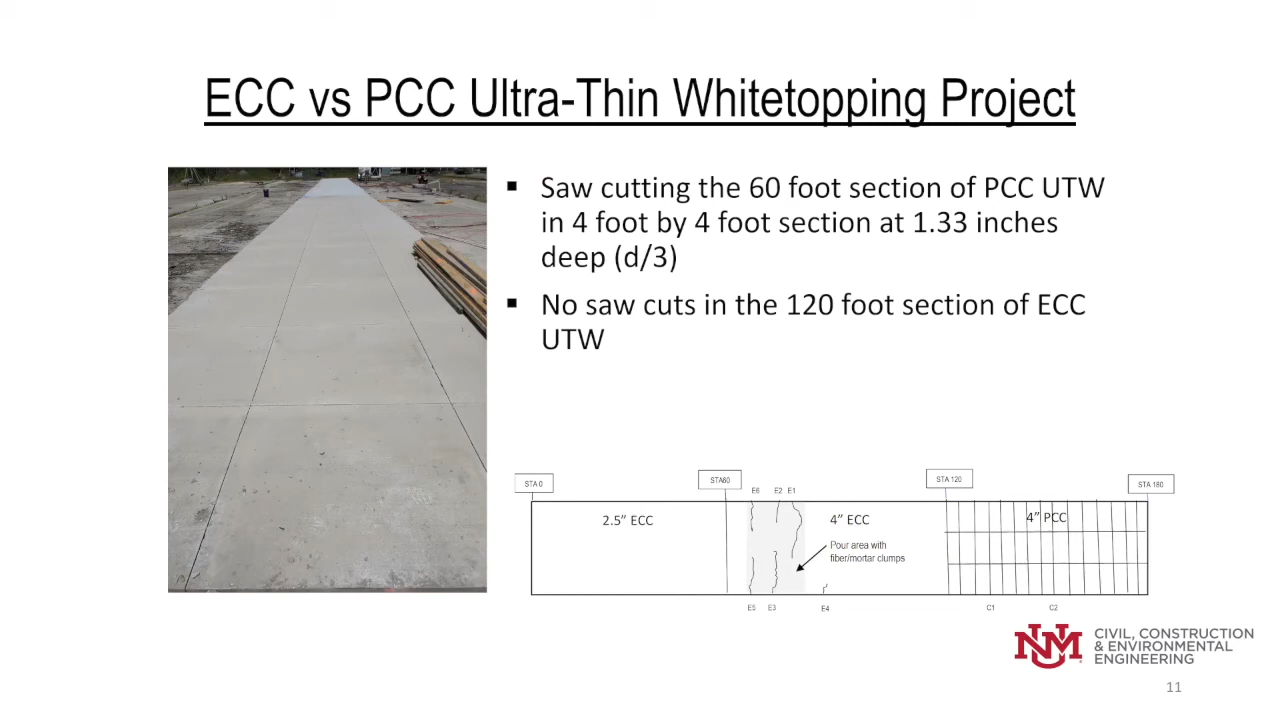 ECC vs PCC Ultra-Thin Whitetopping Project
▪ Saw cutting the 60 foot section of PCC UTW
in 4 foot by 4 foot section at 1.33 inches
deep (d/3)
▪ No saw cuts in the 120 foot section of ECC
UTW
STA 0
STA60
STA 120
STA 180
E6 E2 E1
2.5” ECC
4” ECC
4” PCC
Pour area with
fiber/mortar clumps
E5 E3 E4 C1 C2
UNM
CIVIL, CONSTRUCTION
& ENVIRONMENTAL
ENGINEERING
11